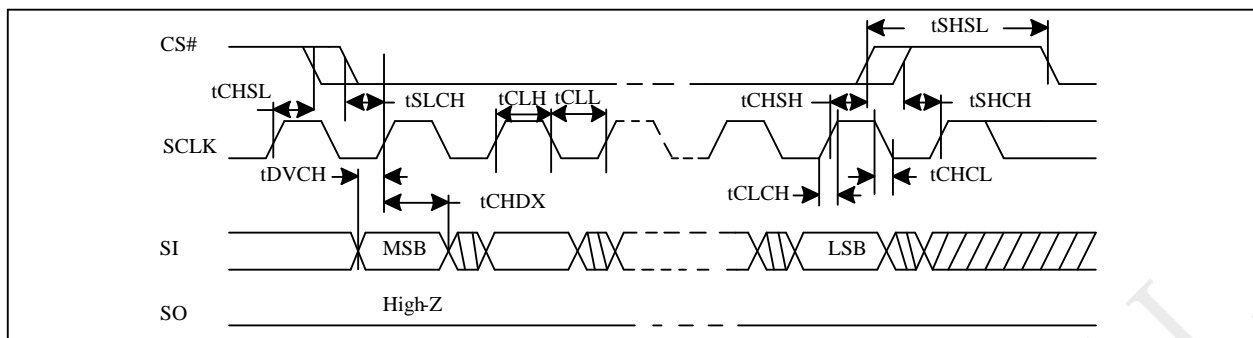 tSHSL
CS#
tCHSL
tSLCH
tCLH
tCLL
tCHSH
tSHCH
SCLK
tDVCH
tCHDX
tCLCH
tCHCL
SI
MSB
LSB
SO
High-Z